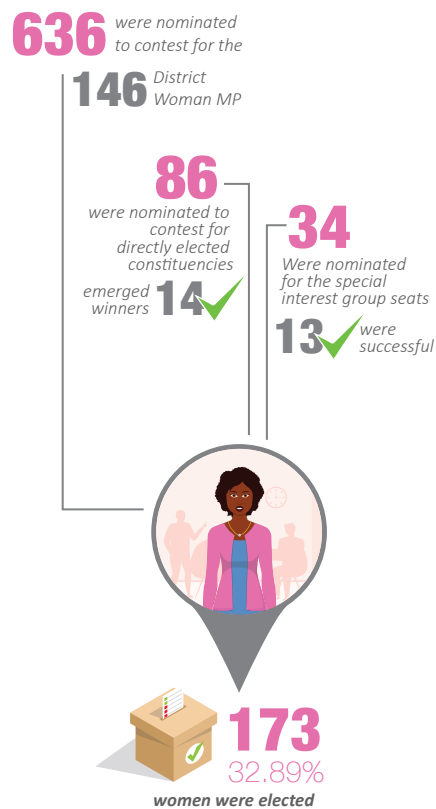 636 were nominated
to contest for the
146 District
Woman MP
86
were nominated to
contest for
directly elected
constituencies
emerged
winners 14
34
Were nominated
for the special
interest group seats
13 were
successful
173
32.89%
women were elected